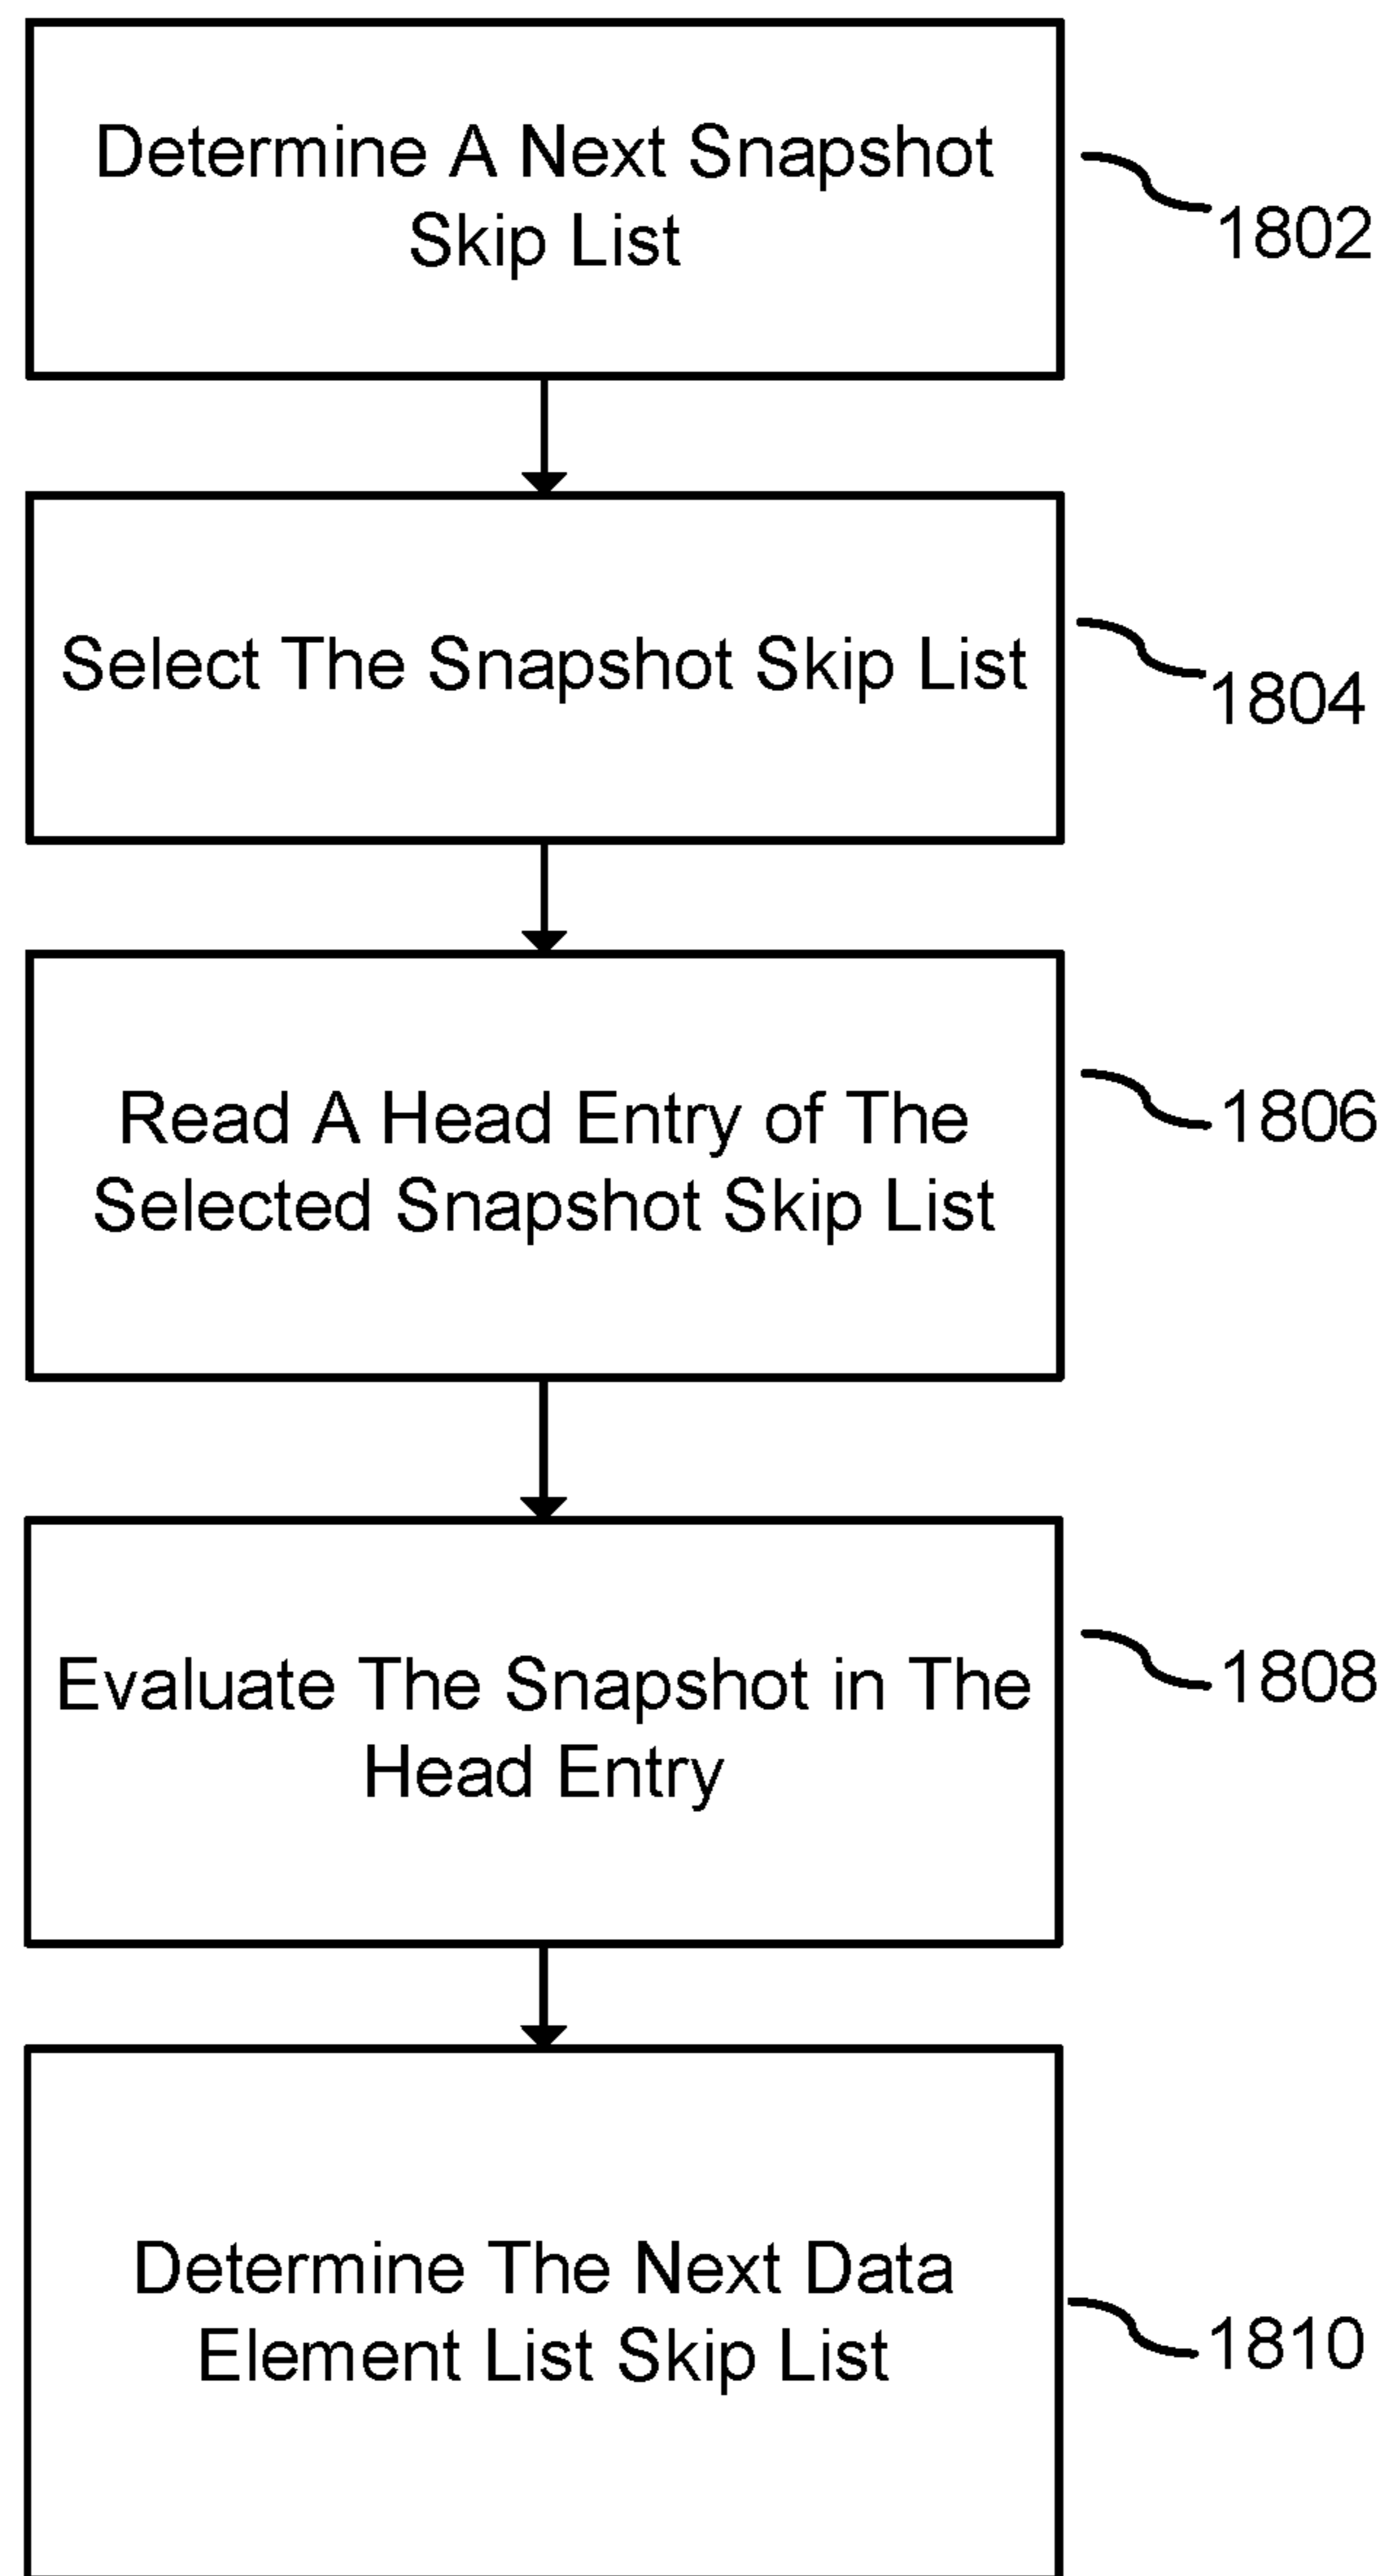 Determine A Next Snapshot
Skip List
1802
Select The Snapshot Skip List
1804
Read A Head Entry of The
Selected Snapshot Skip List
1806
Evaluate The Snapshot in The
Head Entry
1808
Determine The Next Data
Element List Skip List
1810